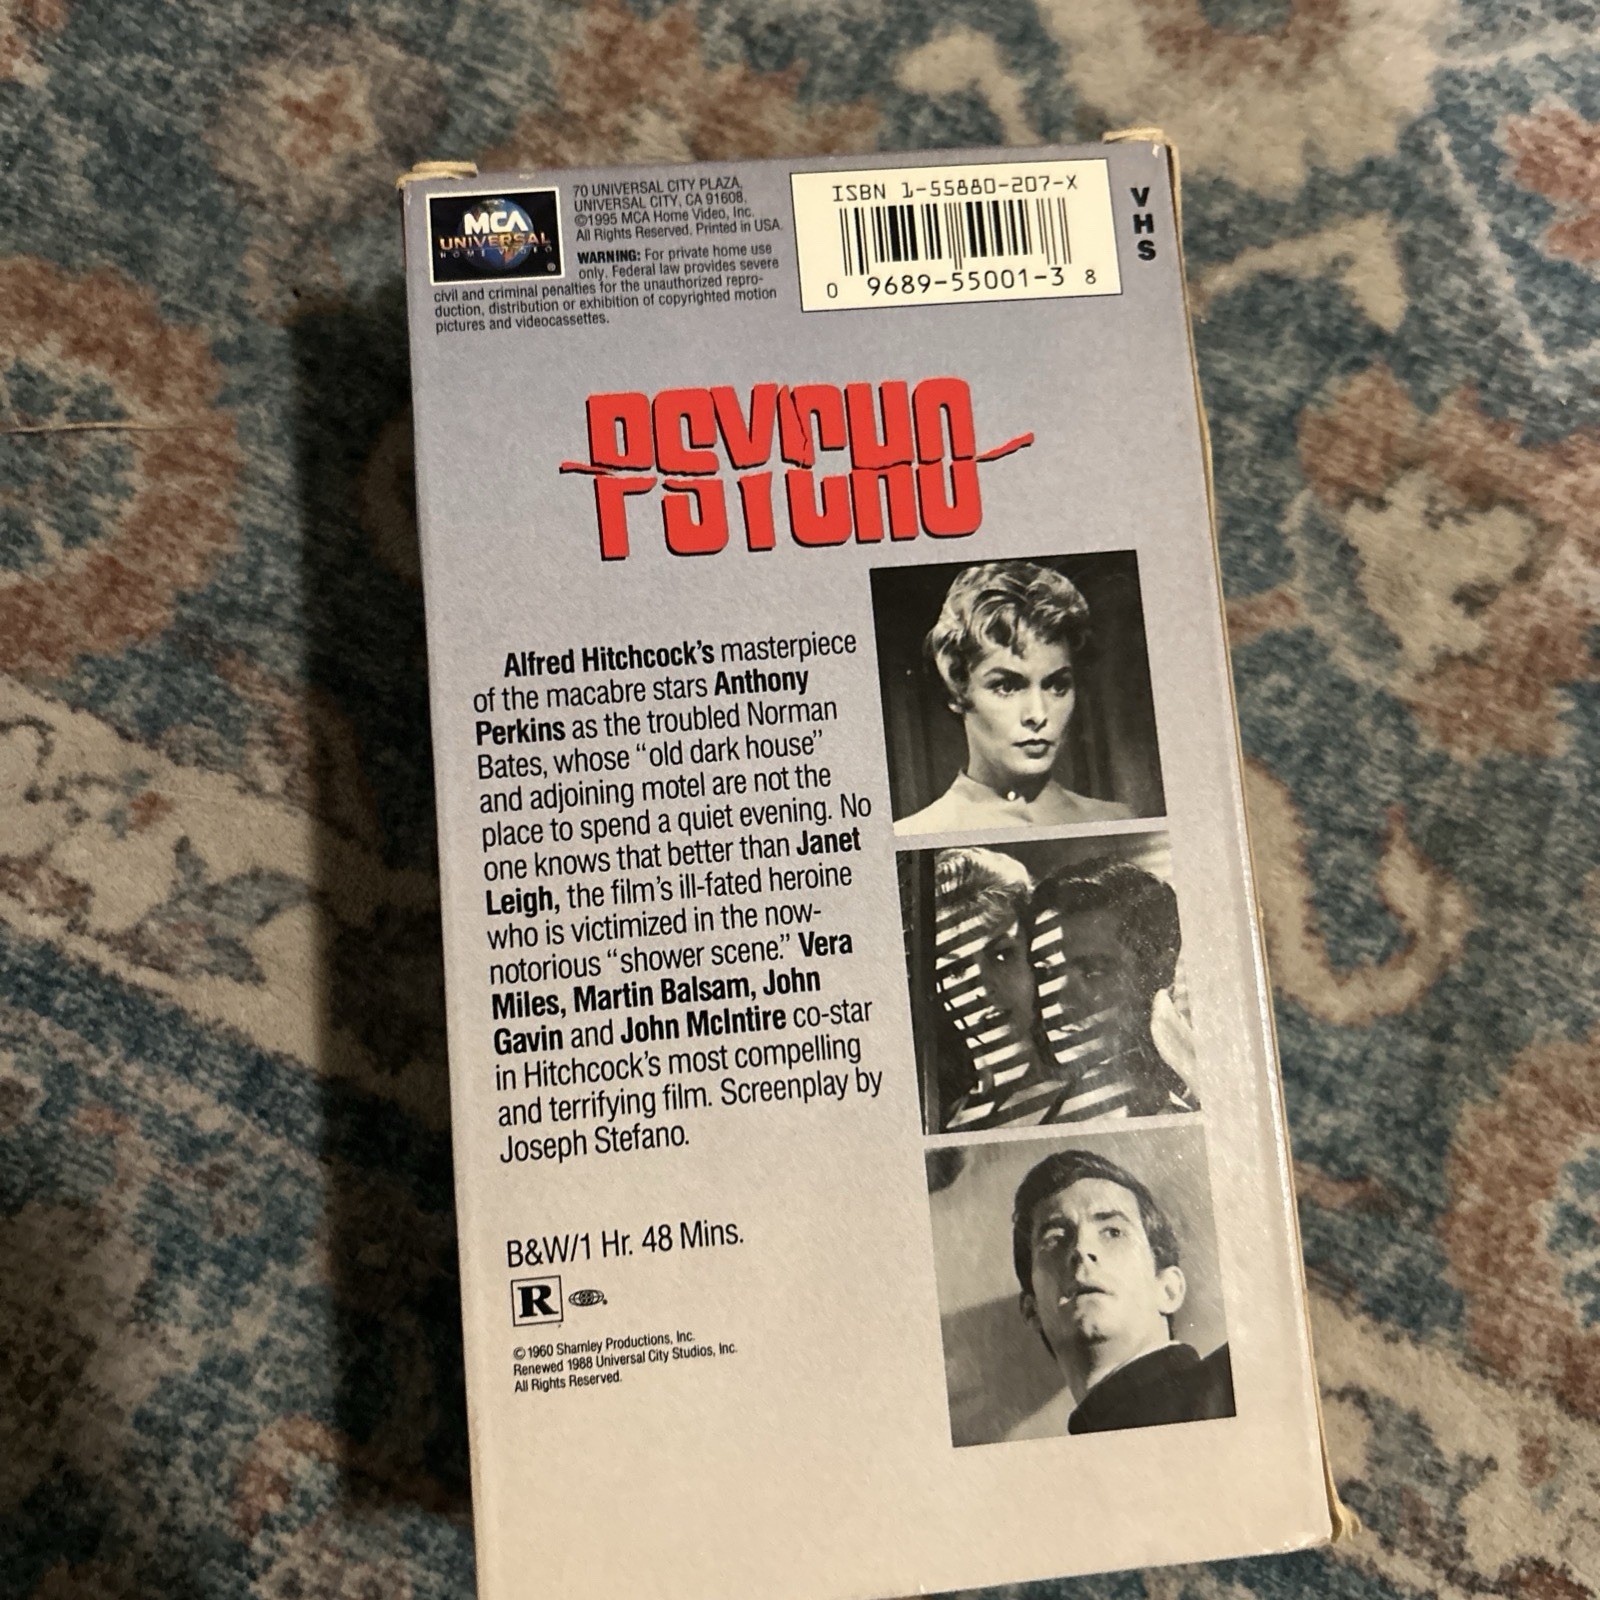 MCA
UNIVERSAL
HOME VIDEO
®
70 UNIVERSAL CITY PLAZA,
UNIVERSAL CITY, CA 91608.
©1995 MCA Home Video, Inc.
All Rights Reserved. Printed in USA.
WARNING: For private home use
only. Federal law provides severe
civil and criminal penalties for the unauthorized repro-
duction, distribution or exhibition of copyrighted motion
pictures and videocassettes.
ISBN 1-55880-207-X
0 9689-55001-3 8
VHS
PSYCHO
Alfred Hitchcock's masterpiece
of the macabre stars Anthony
Perkins as the troubled Norman
Bates, whose “old dark house”
and adjoining motel are not the
place to spend a quiet evening. No
one knows that better than Janet
Leigh, the film's ill-fated heroine
who is victimized in the now-
notorious “shower scene.” Vera
Miles, Martin Balsam, John
Gavin and John McIntire co-star
in Hitchcock's most compelling
and terrifying film. Screenplay by
Joseph Stefano.
B&W/1 Hr. 48 Mins.
R
©1960 Shamley Productions, Inc.
Renewed 1988 Universal City Studios, Inc.
All Rights Reserved.